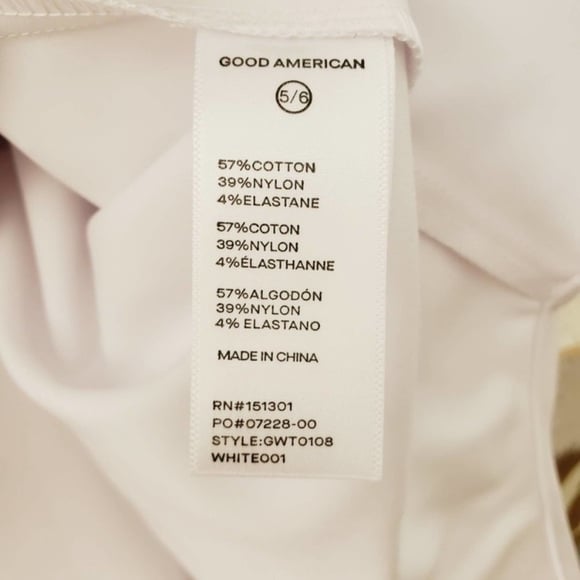 GOOD AMERICAN
5/6
57%COTTON
39%NYLON
4%ELASTANE
57%COTON
39%NYLON
4%ÉLASTHANNE
57%ALGODÓN
39%NYLON
4% ELASTANO
MADE IN CHINA
RN#151301
PO#07228-00
STYLE:GWT0108
WHITE001